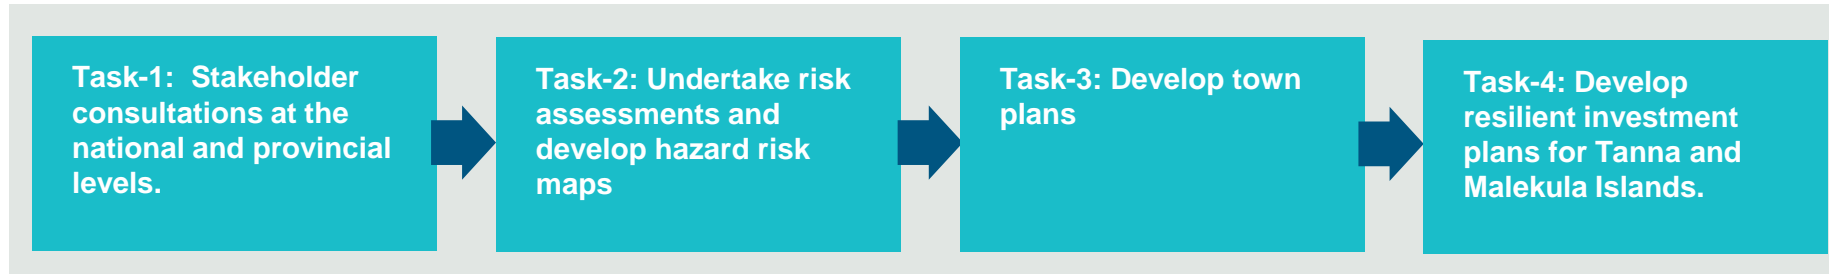 Task-1:  Stakeholder
consultations at the
national and provincial
levels.
Task-2: Undertake risk
assessments and
develop hazard risk
maps
Task-3: Develop town
plans
Task-4: Develop
resilient investment
plans for Tanna and
Malekula Islands.